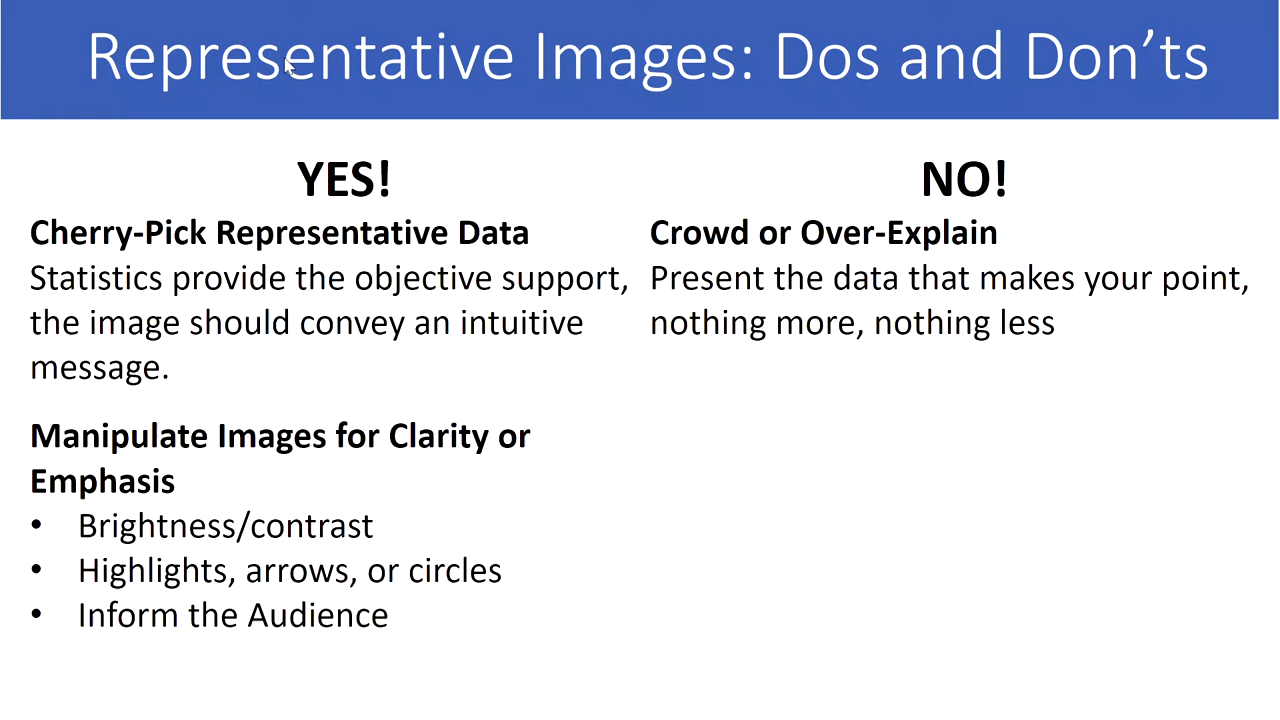 Representative Images: Dos and Don’ts
YES!
Cherry-Pick Representative Data
Statistics provide the objective support,
the image should convey an intuitive
message.
Manipulate Images for Clarity or
Emphasis
• Brightness/contrast
• Highlights, arrows, or circles
• Inform the Audience
NO!
Crowd or Over-Explain
Present the data that makes your point,
nothing more, nothing less